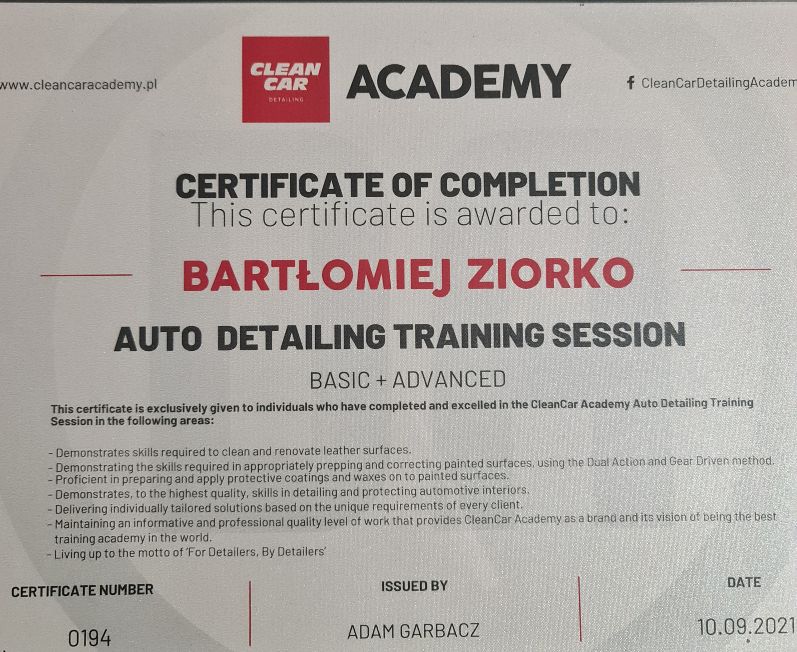 www.cleancaracademy.pl
CLEAN
CAR
DETAILING
ACADEMY
CleanCarDetailingAcadem
CERTIFICATE OF COMPLETION
This certificate is awarded to:
BARTŁOMIEJ ZIORKO
AUTO DETAILING TRAINING SESSION
BASIC + ADVANCED
This certificate is exclusively given to individuals who have completed and excelled in the CleanCar Academy Auto Detailing Training
Session in the following areas:
- Demonstrates skills required to clean and renovate leather surfaces.
- Demonstrating the skills required in appropriately prepping and correcting painted surfaces, using the Dual Action and Gear Driven method.
- Proficient in preparing and apply protective coatings and waxes on to painted surfaces.
- Demonstrates, to the highest quality, skills in detailing and protecting automotive interiors.
- Delivering individually tailored solutions based on the unique requirements of every client.
- Maintaining an informative and professional quality level of work that provides CleanCar Academy as a brand and its vision of being the best
training academy in the world.
- Living up to the motto of 'For Detailers, By Detailers'
CERTIFICATE NUMBER
0194
ISSUED BY
ADAM GARBACZ
DATE
10.09.2021